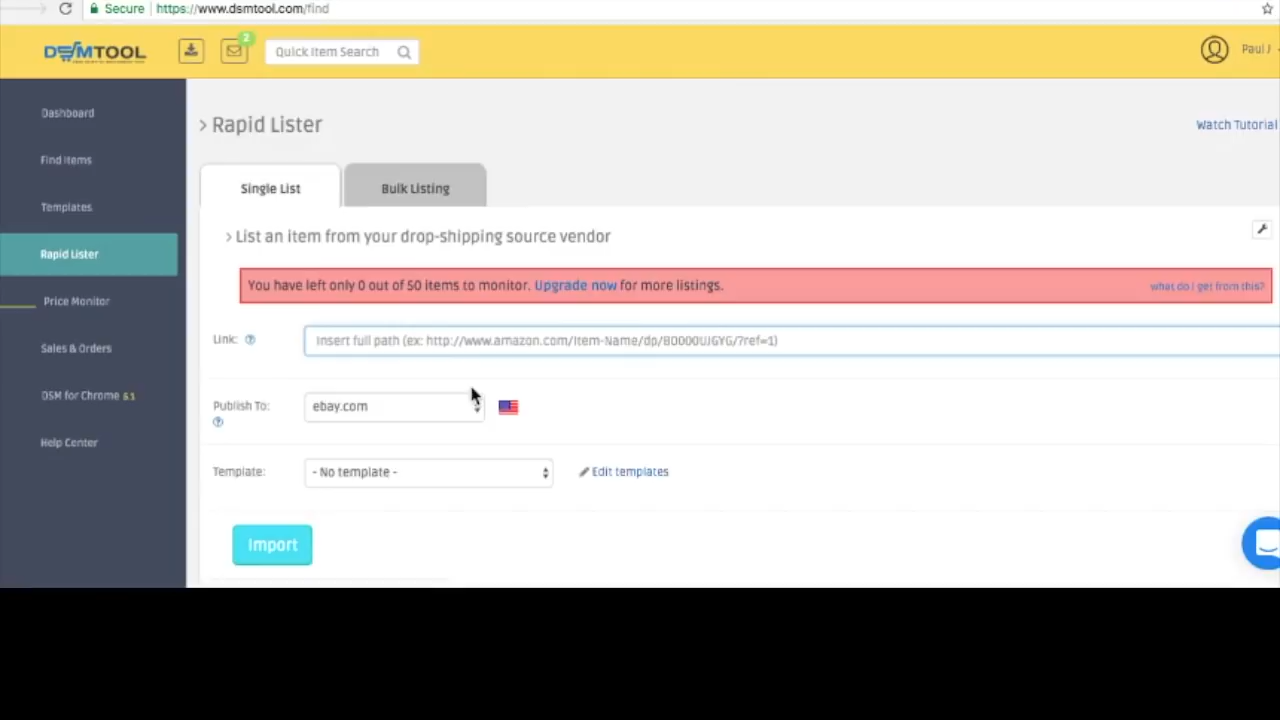 Secure https://www.dsmtool.com/find
DSMTOOL 2 Quick Item Search Paul J
Dashboard
Find Items
Templates
Rapid Lister
Price Monitor
Sales & Orders
DSM for Chrome 5.1
Help Center
> Rapid Lister
Watch Tutorial
Single List Bulk Listing
> List an item from your drop-shipping source vendor
You have left only 0 out of 50 items to monitor. Upgrade now for more listings. what do I get from this?
Link: ? Insert full path (ex: http://www.amazon.com/Item-Name/dp/B0000UJGYG/?ref=1)
Publish To: ebay.com
?
Template: - No template - Edit templates
Import